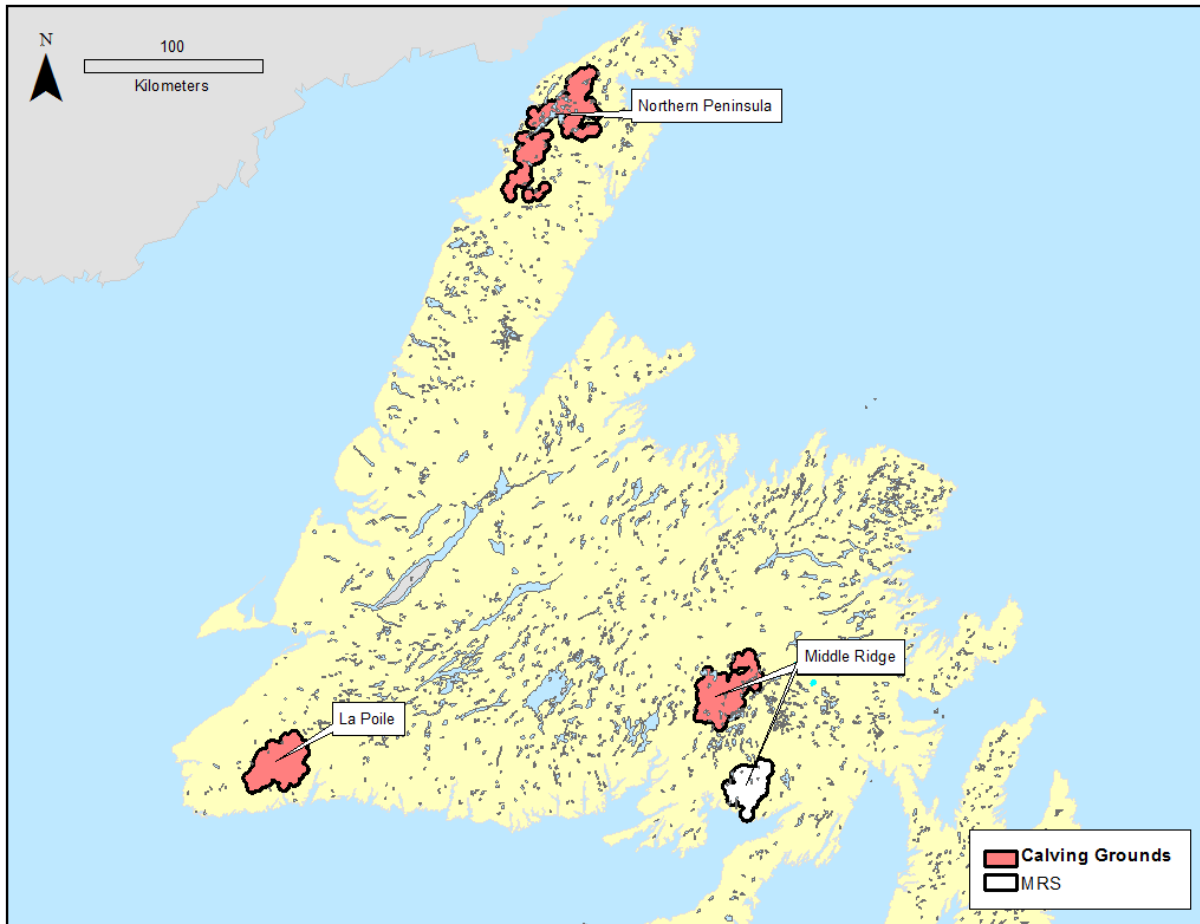 N
100
Kilometers
Northern Peninsula
Middle Ridge
La Poile
Calving Grounds
MRS